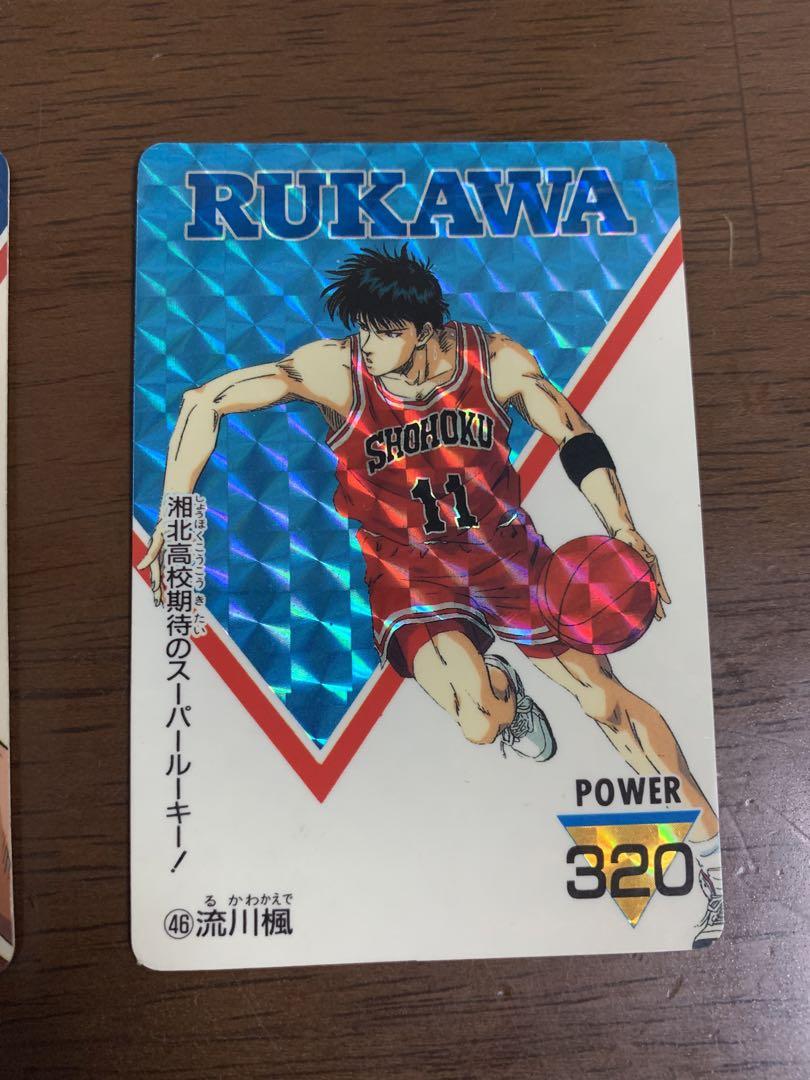 RUKAWA
SHOHOKU
11
しょうほくこうこうきたい
湘北高校期待のスーパールーキー!
POWER
320
るかわかえで
㊻流川楓